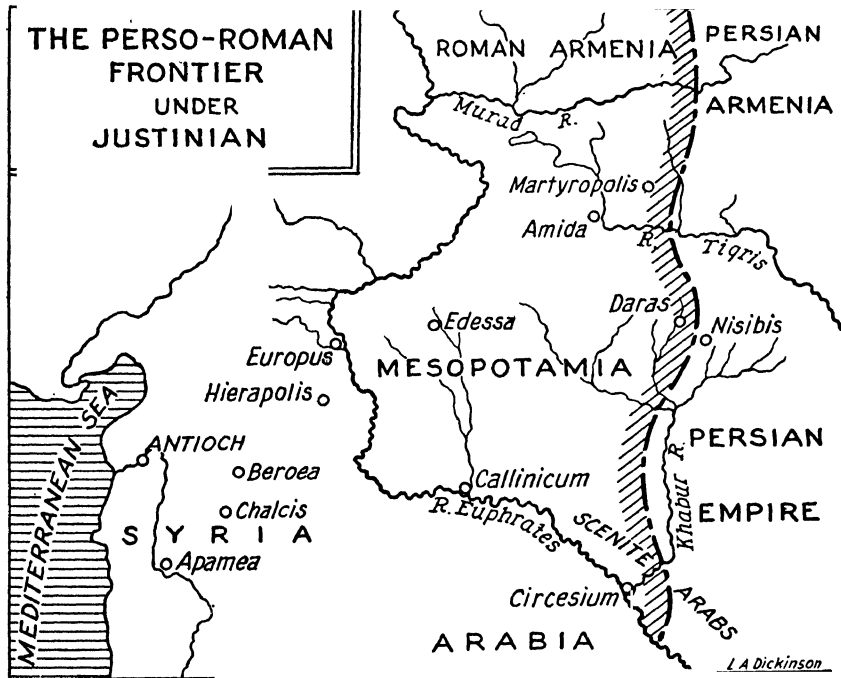 THE PERSO-ROMAN
FRONTIER
UNDER
JUSTINIAN
ROMAN ARMENIA
PERSIAN
ARMENIA
Murad R.
Martyropolis
Amida
R. Tigris
Daras
Nisibis
Edessa
Europus
MESOPOTAMIA
Hierapolis
MEDITERRANEAN SEA
ANTIOCH
Beroea
Chalcis
SYRIA
Apamea
Callinicum
R. Euphrates
PERSIAN
EMPIRE
Khabur R.
SCENITE
ARABS
Circesium
ARABIA
L A Dickinson